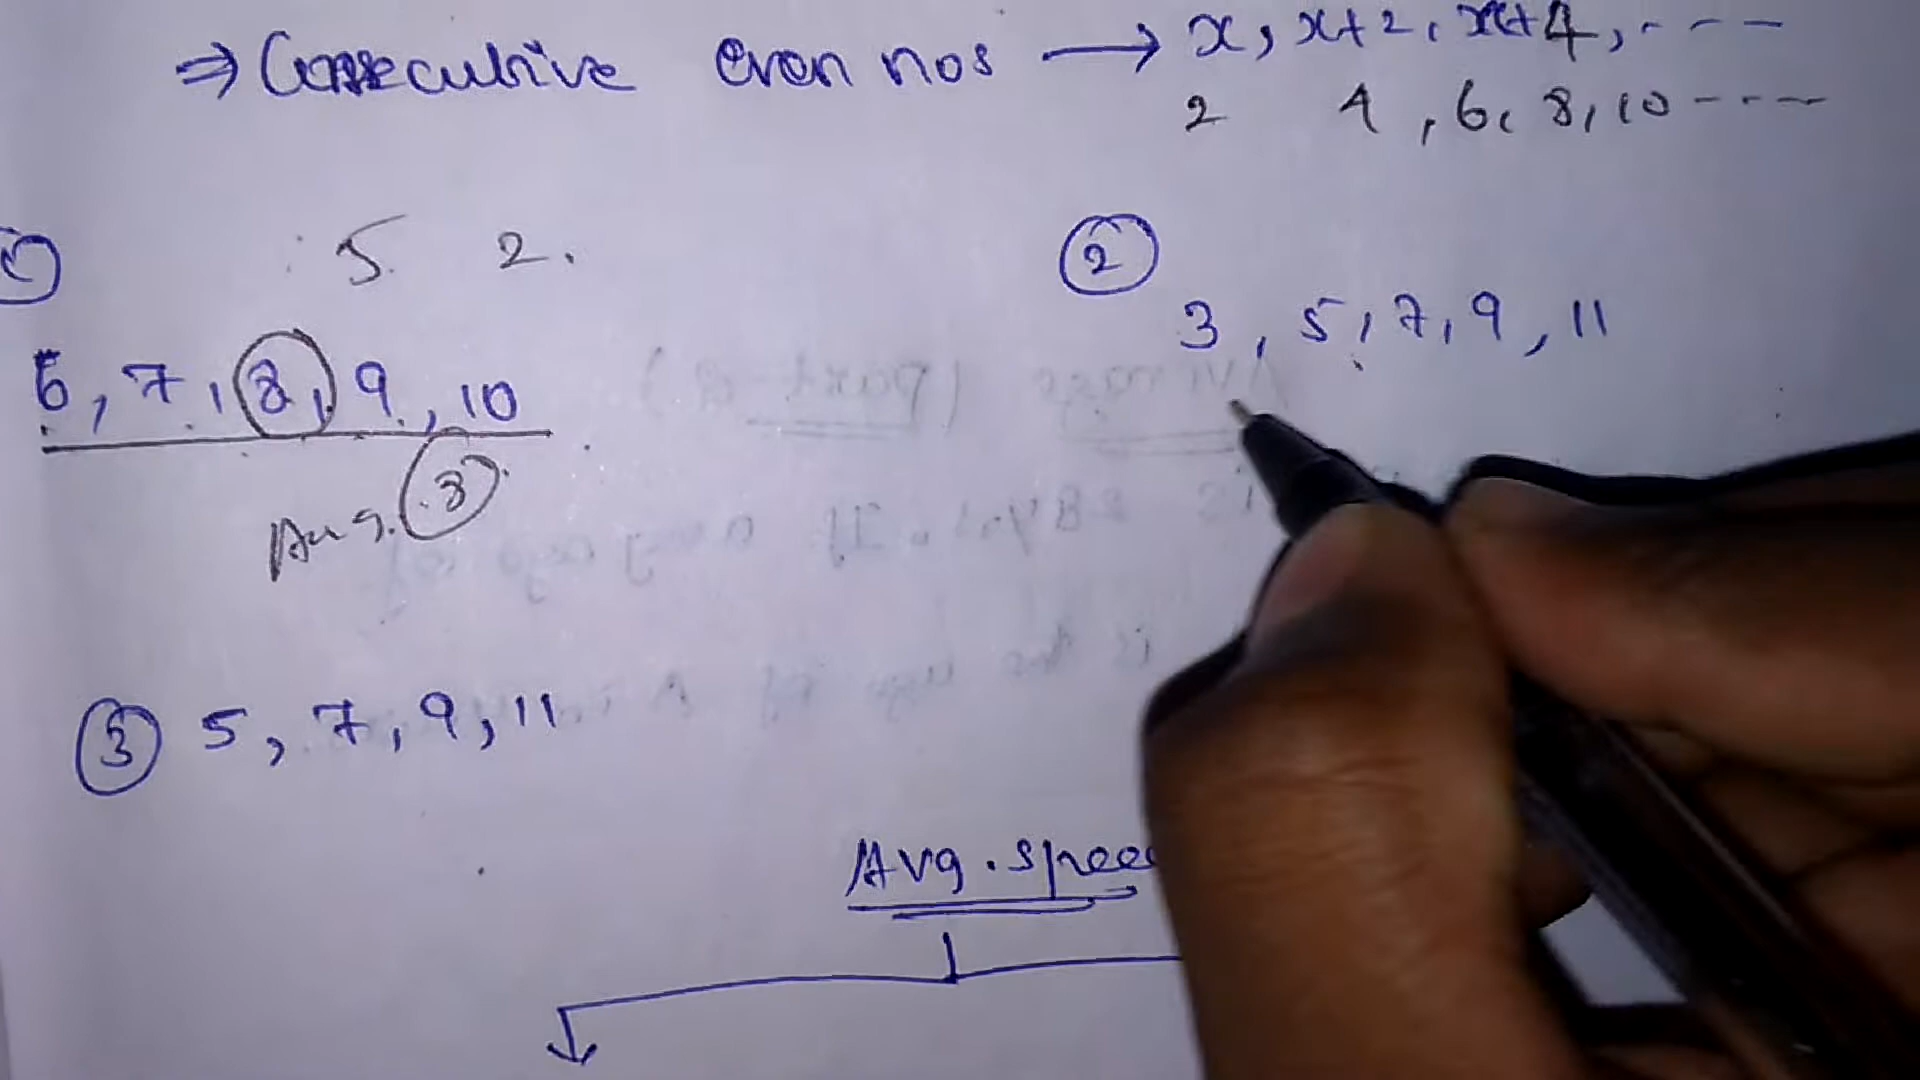 ⇒ Consecutive even nos → x, x+2, x+4, ----
2 4, 6, 8, 10 ----
5. 2.
②
3, 5, 7, 9, 11
6, 7, 8, 9, 10
Avg. 8
③ 5, 7, 9, 11
Avg. speed